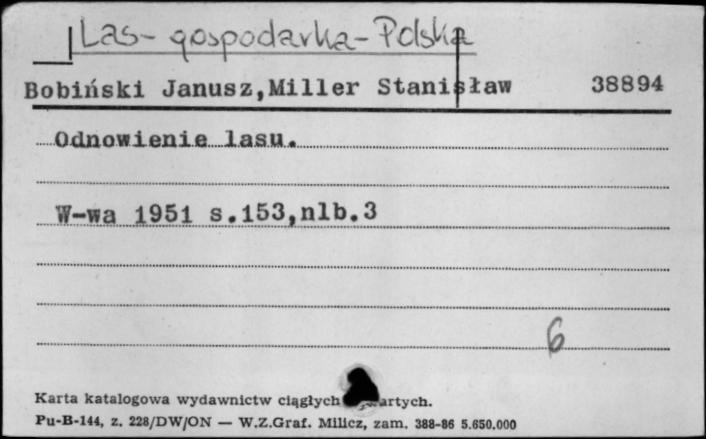 Las - gospodarka - Polska
Bobiński Janusz,Miller Stanisław 38894
Odnowienie lasu.
W-wa 1951 s.153,nlb.3
6
Karta katalogowa wydawnictw ciągłych artych.
Pu-B-144, z. 228/DW/ON — W.Z.Graf. Milicz, zam. 388-86 5.650.000